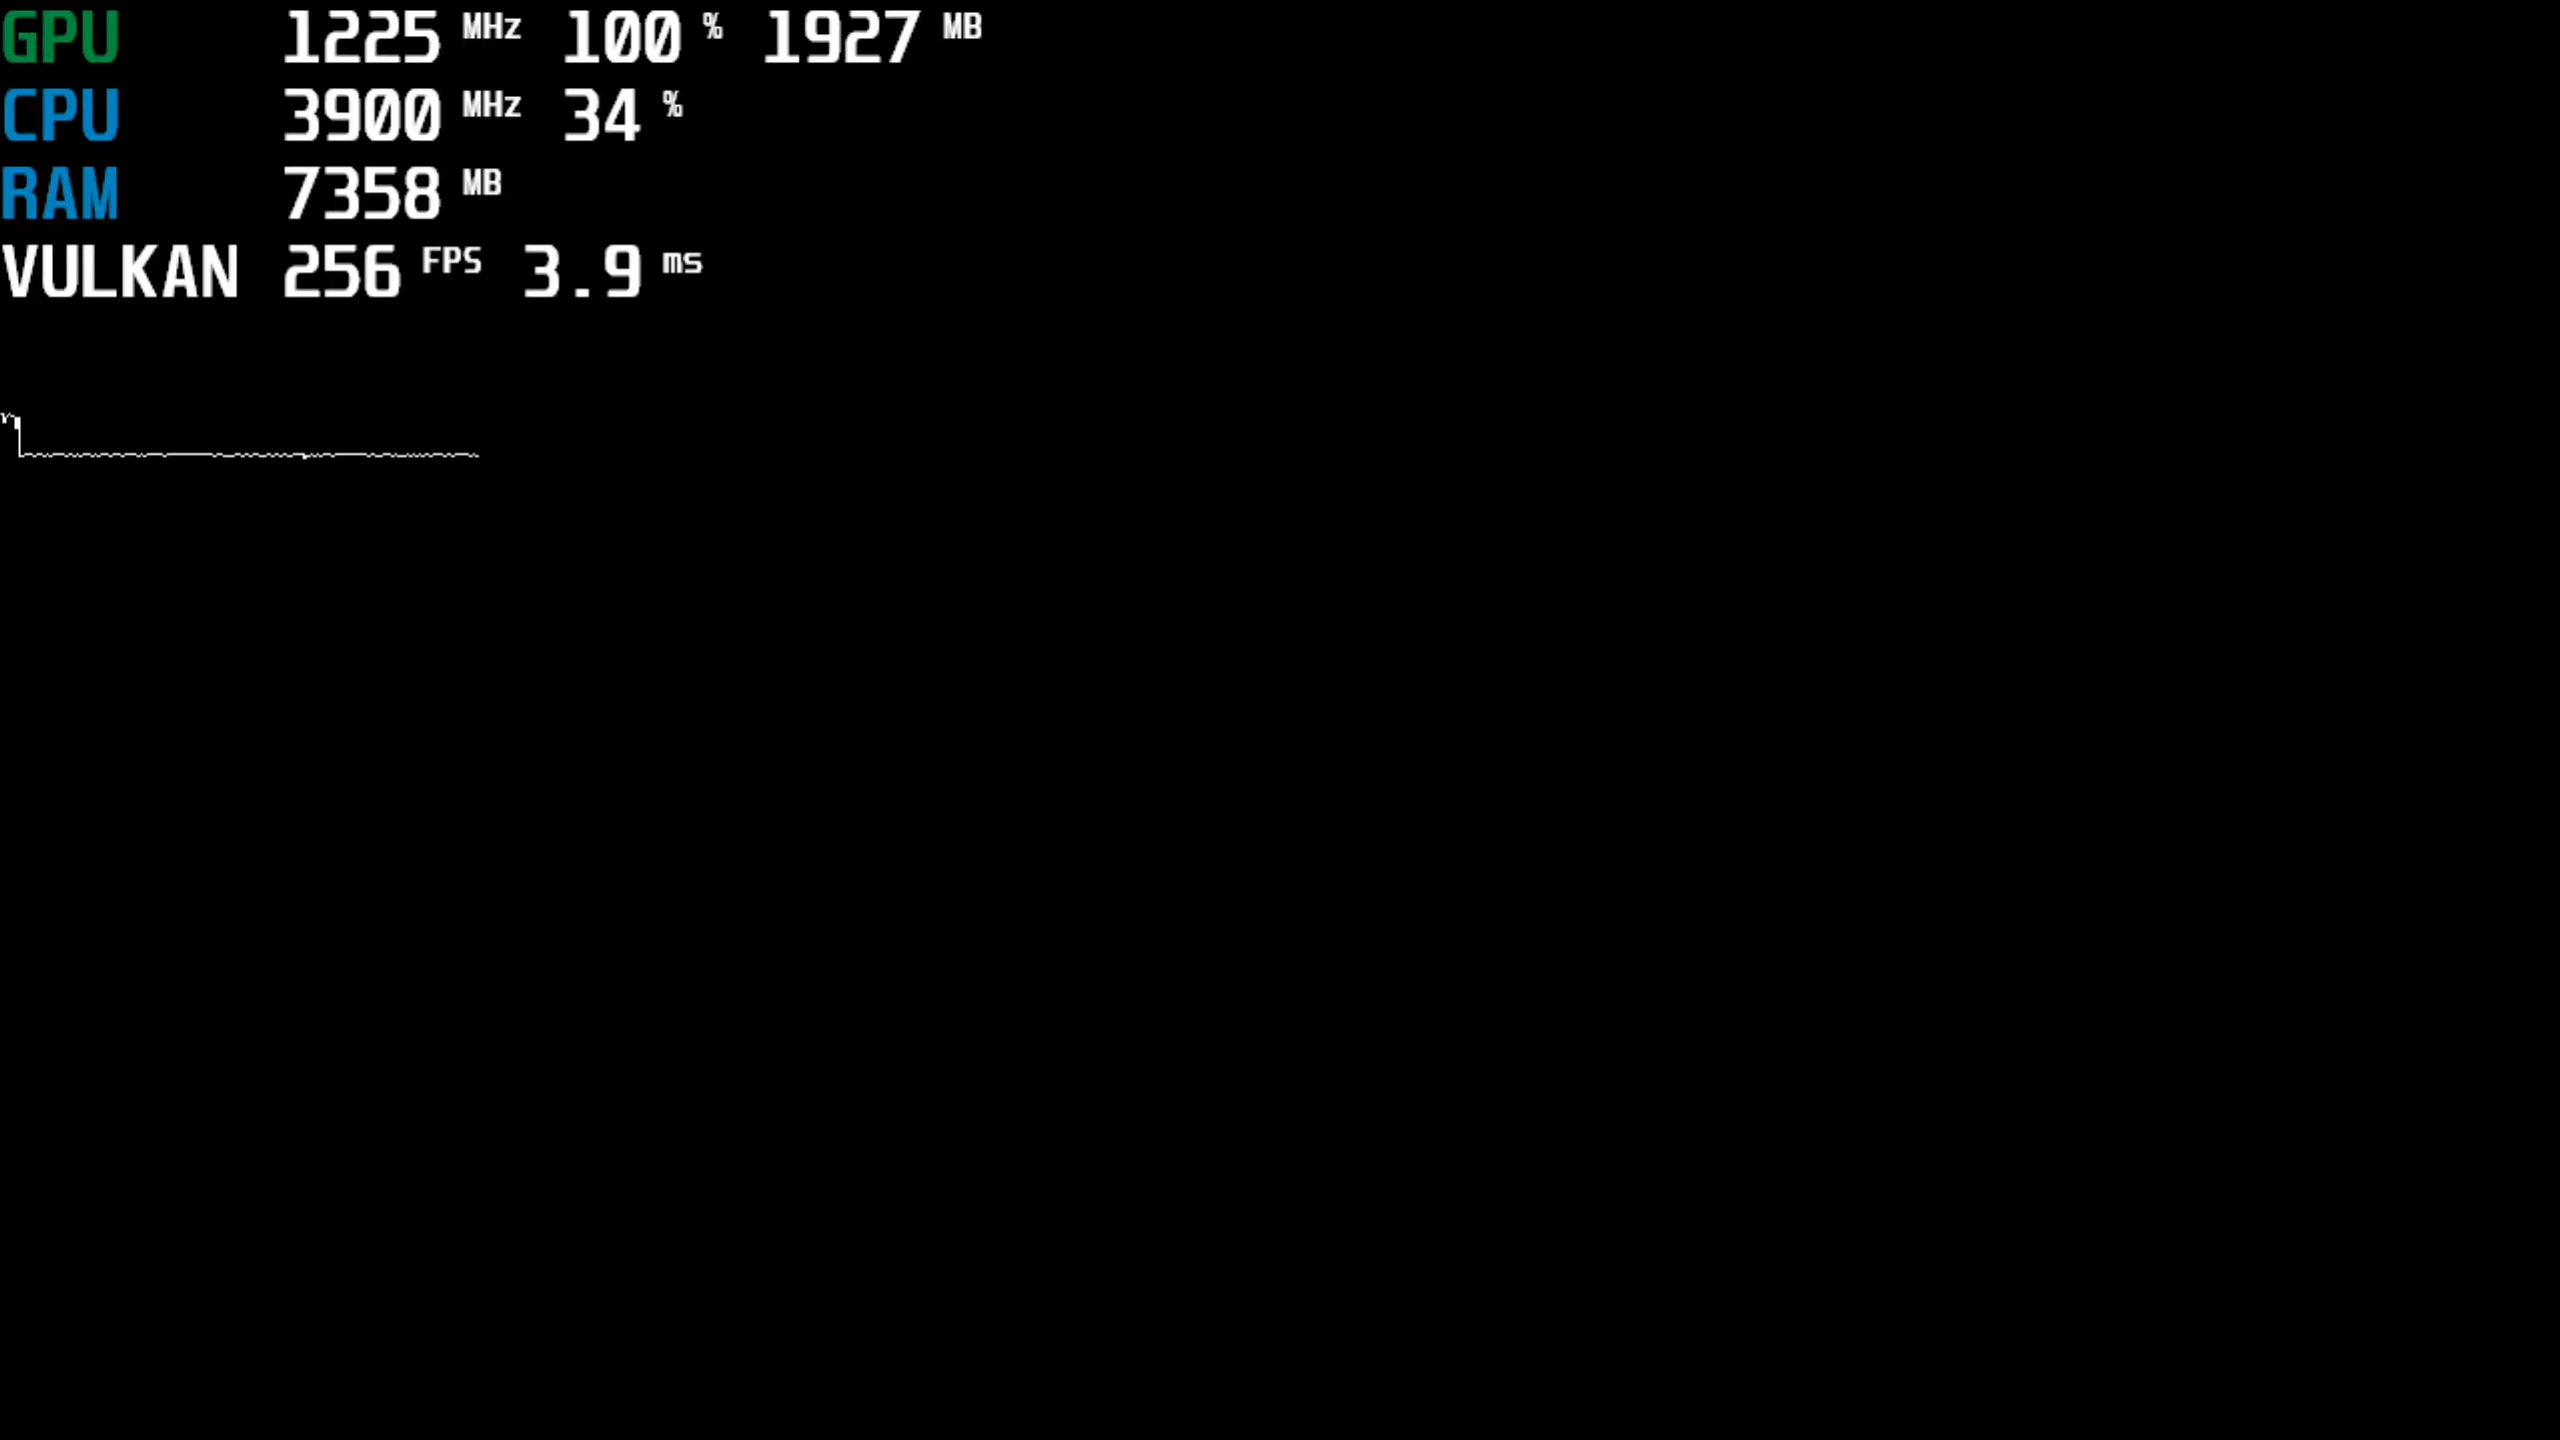 GPU 1225 MHz 100 % 1927 MB
CPU 3900 MHz 34 %
RAM 7358 MB
VULKAN 256 FPS 3.9 ms